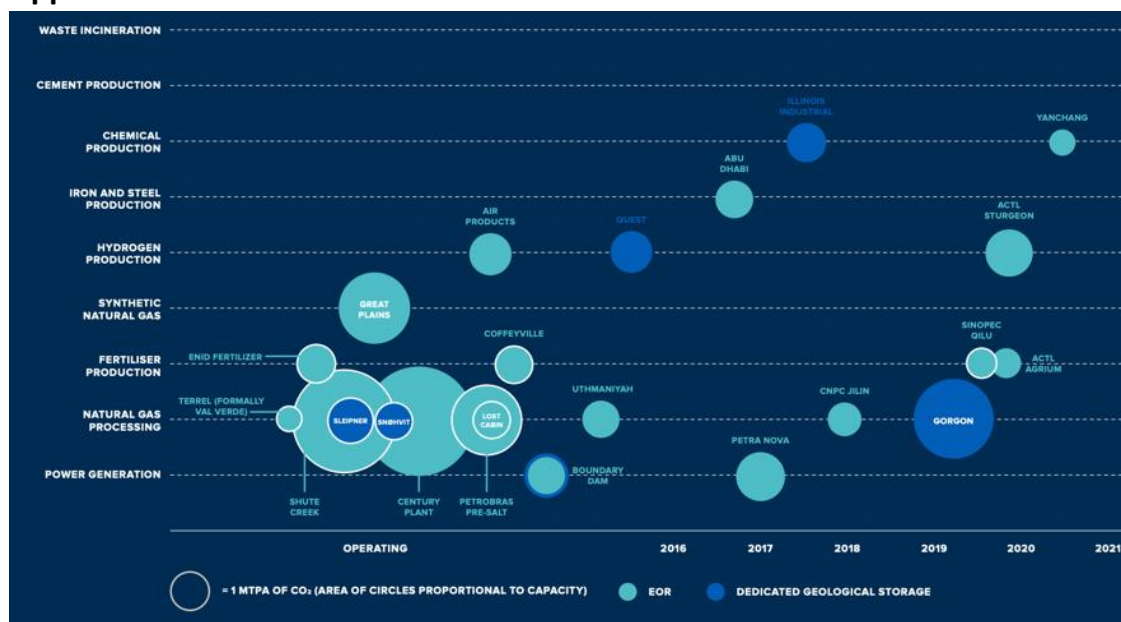 WASTE INCINERATION
CEMENT PRODUCTION
ILLINOIS
INDUSTRIAL
CHEMICAL
PRODUCTION
YANCHANG
ABU
DHABI
IRON AND STEEL
PRODUCTION
AIR
PRODUCTS
QUEST
ACTL
STURGEON
HYDROGEN
PRODUCTION
SYNTHETIC
NATURAL GAS
GREAT
PLAINS
COFFEYVILLE
SINOPEC
QILU
ENID FERTILIZER
FERTILISER
PRODUCTION
ACTL
AGRIUM
UTHMANIYAH
CNPC JILIN
TERREL (FORMALLY
VAL VERDE)
NATURAL GAS
PROCESSING
SLEIPNER
SNØHVIT
LOST
CABIN
GORGON
PETRA NOVA
POWER GENERATION
BOUNDARY
DAM
SHUTE
CREEK
CENTURY
PLANT
PETROBRAS
PRE-SALT
OPERATING
2016
2017
2018
2019
2020
2021
= 1 MTPA OF CO₂ (AREA OF CIRCLES PROPORTIONAL TO CAPACITY)
EOR
DEDICATED GEOLOGICAL STORAGE